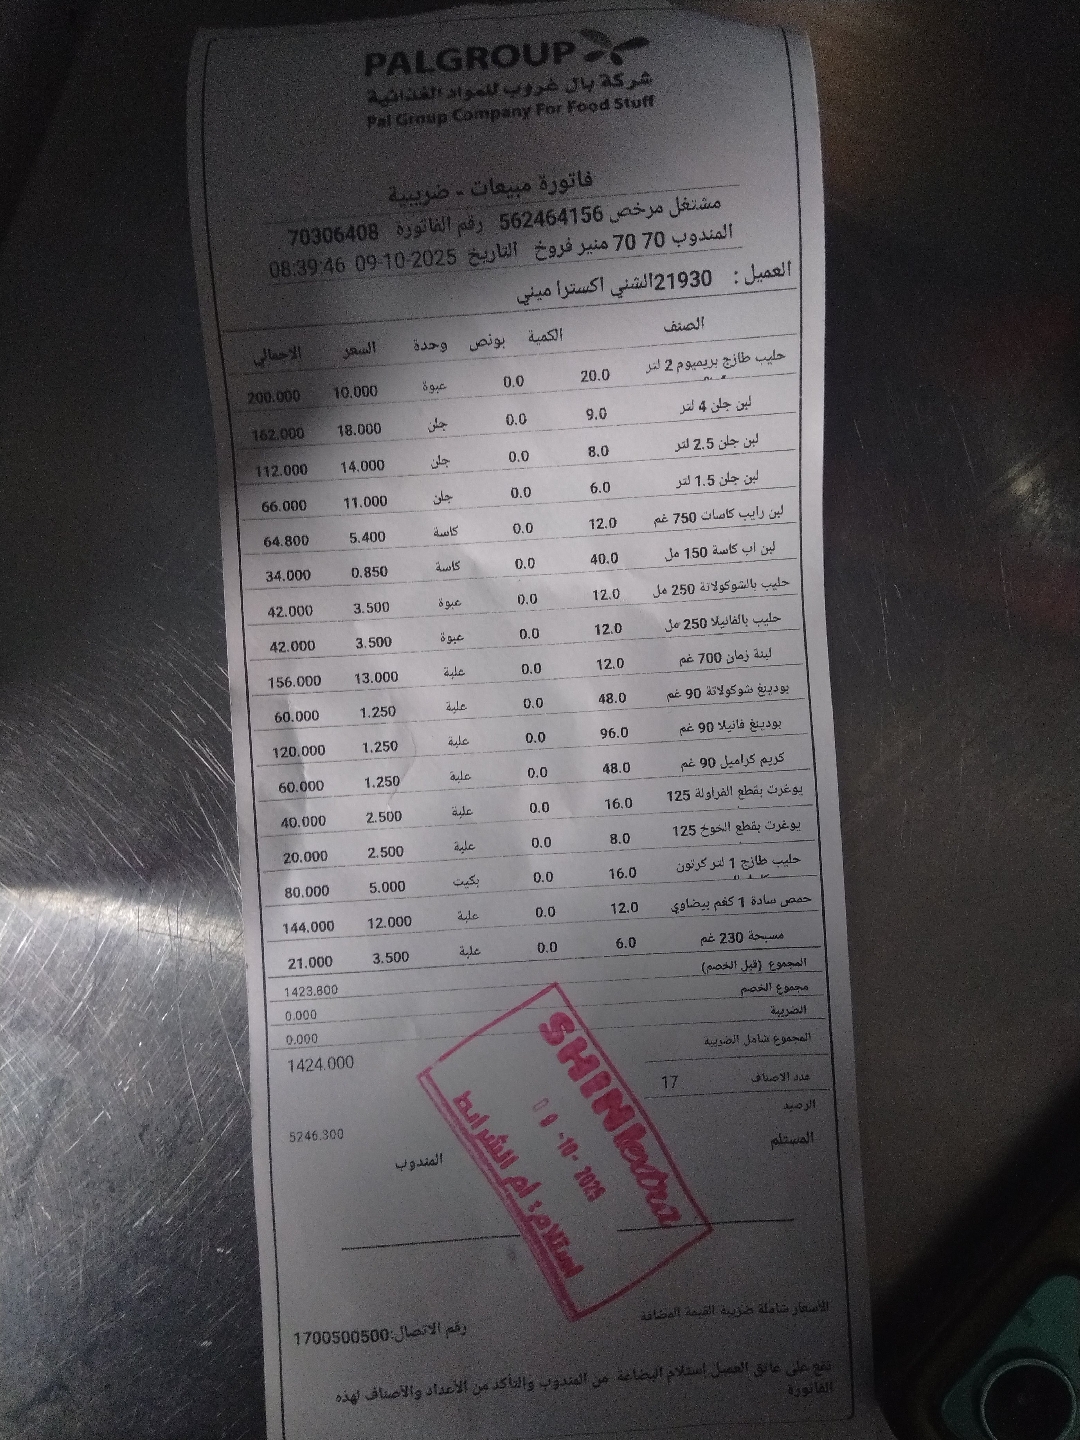 PALGROUP
شركة بال غروب للمواد الغذائية
Pal Group Company For Food Stuff
فاتورة مبيعات - ضريبية
مشتغل مرخص 562464156 رقم الفاتورة 70306408
المندوب 70 70 منير فروخ التاريخ 09-10-2025 08:39:46
العميل : 21930الشني اكسترا ميني
الصنف الكمية بونص وحدة السعر الاجمالي
حليب طازج بريميوم 2 لتر 20.0 0.0 عبوة 10.000 200.000
لبن جلن 4 لتر 9.0 0.0 جلن 18.000 162.000
لبن جلن 2.5 لتر 8.0 0.0 جلن 14.000 112.000
لبن جلن 1.5 لتر 6.0 0.0 جلن 11.000 66.000
لبن رايب كاسات 750 غم 12.0 0.0 كاسة 5.400 64.800
لبن اب كاسة 150 مل 40.0 0.0 كاسة 0.850 34.000
حليب بالشوكولاتة 250 مل 12.0 0.0 عبوة 3.500 42.000
حليب بالفانيلا 250 مل 12.0 0.0 عبوة 3.500 42.000
لبنة زمان 700 غم 12.0 0.0 علبة 13.000 156.000
بودينغ شوكولاتة 90 غم 48.0 0.0 علبة 1.250 60.000
بودينغ فانيلا 90 غم 96.0 0.0 علبة 1.250 120.000
كريم كراميل 90 غم 48.0 0.0 علبة 1.250 60.000
يوغرت بقطع الفراولة 125 16.0 0.0 علبة 2.500 40.000
يوغرت بقطع الخوخ 125 8.0 0.0 علبة 2.500 20.000
حليب طازج 1 لتر كرتون 16.0 0.0 بكيت 5.000 80.000
حمص سادة 1 كغم بيضاوي 12.0 0.0 علبة 12.000 144.000
مسبحة 230 غم 6.0 0.0 علبة 3.500 21.000
المجموع (قبل الخصم) 1423.800
مجموع الخصم 0.000
الضريبة 0.000
المجموع شامل الضريبة 1424.000
عدد الاصناف 17
الرصيد 5246.300
المستلم المندوب
SHINI extra
09-10-2025
استلام: ام الشرايط
الأسعار شاملة ضريبة القيمة المضافة
رقم الاتصال:1700500500
تقع على عاتق العميل إستلام البضاعة من المندوب والتأكد من الأعداد والأصناف لهذه
الفاتورة